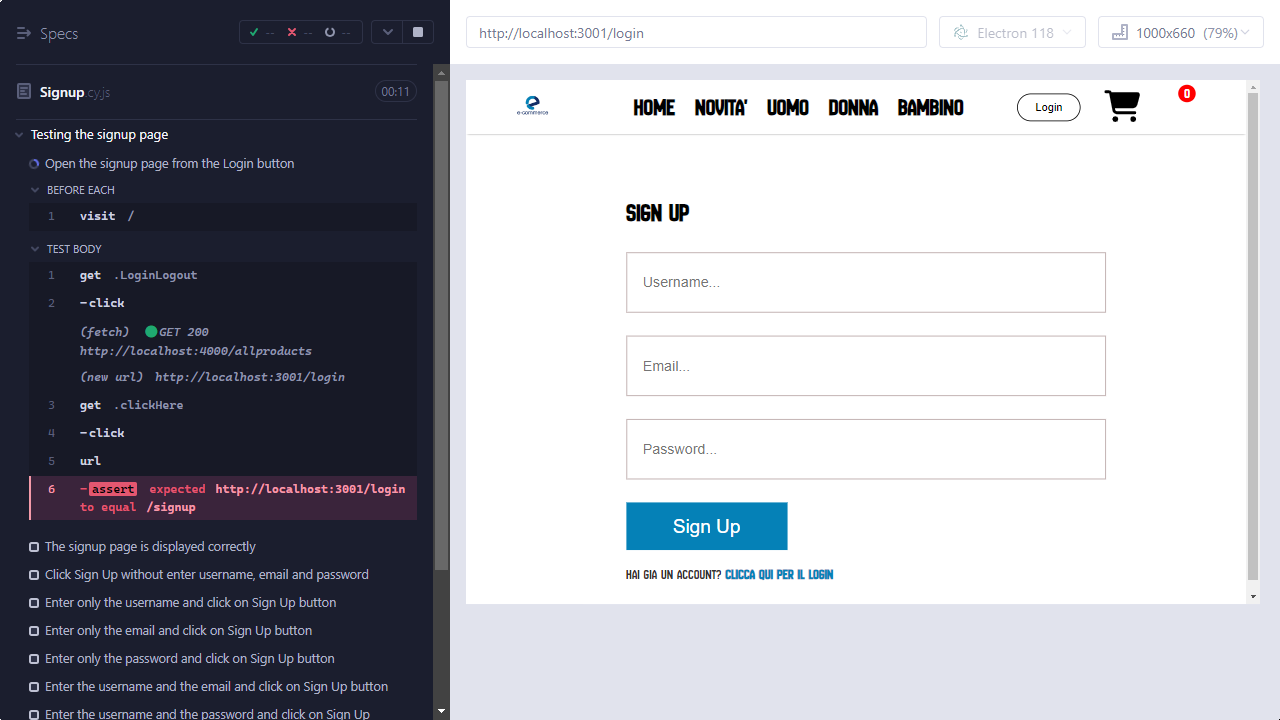 Specs
-- -- --
Signup.cy.js
00:11
Testing the signup page
Open the signup page from the Login button
BEFORE EACH
1 visit /
TEST BODY
1 get .LoginLogout
2 -click
(fetch) GET 200
http://localhost:4000/allproducts
(new url) http://localhost:3001/login
3 get .clickHere
4 -click
5 url
6 -assert expected http://localhost:3001/login
to equal /signup
The signup page is displayed correctly
Click Sign Up without enter username, email and password
Enter only the username and click on Sign Up button
Enter only the email and click on Sign Up button
Enter only the password and click on Sign Up button
Enter the username and the email and click on Sign Up button
Enter the username and the password and click on Sign Up
http://localhost:3001/login
Electron 118
1000x660 (79%)
e-commerce
HOME NOVITA' UOMO DONNA BAMBINO
Login
0
SIGN UP
Username...
Email...
Password...
Sign Up
HAI GIA UN ACCOUNT? CLICCA QUI PER IL LOGIN